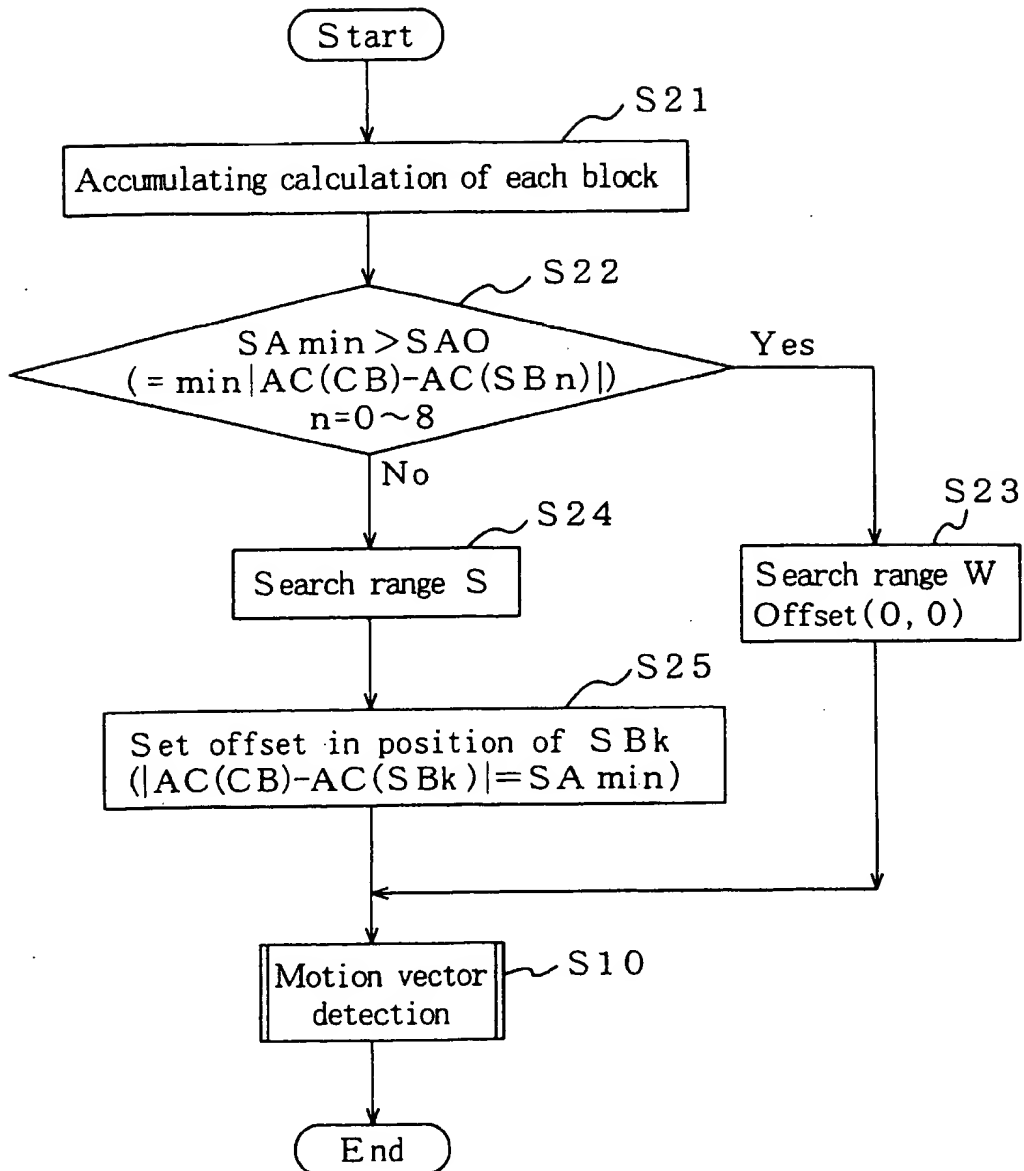 Start
S21
Accumulating calculation of each block
S22
SAmin>SAO
(=min|AC(CB)-AC(SBn)|)
n=0~8
Yes
No
S24
Search range S
S23
Search range W
Offset(0, 0)
S25
Set offset in position of SBk
(|AC(CB)-AC(SBk)|=SAmin)
Motion vector
detection
S10
End